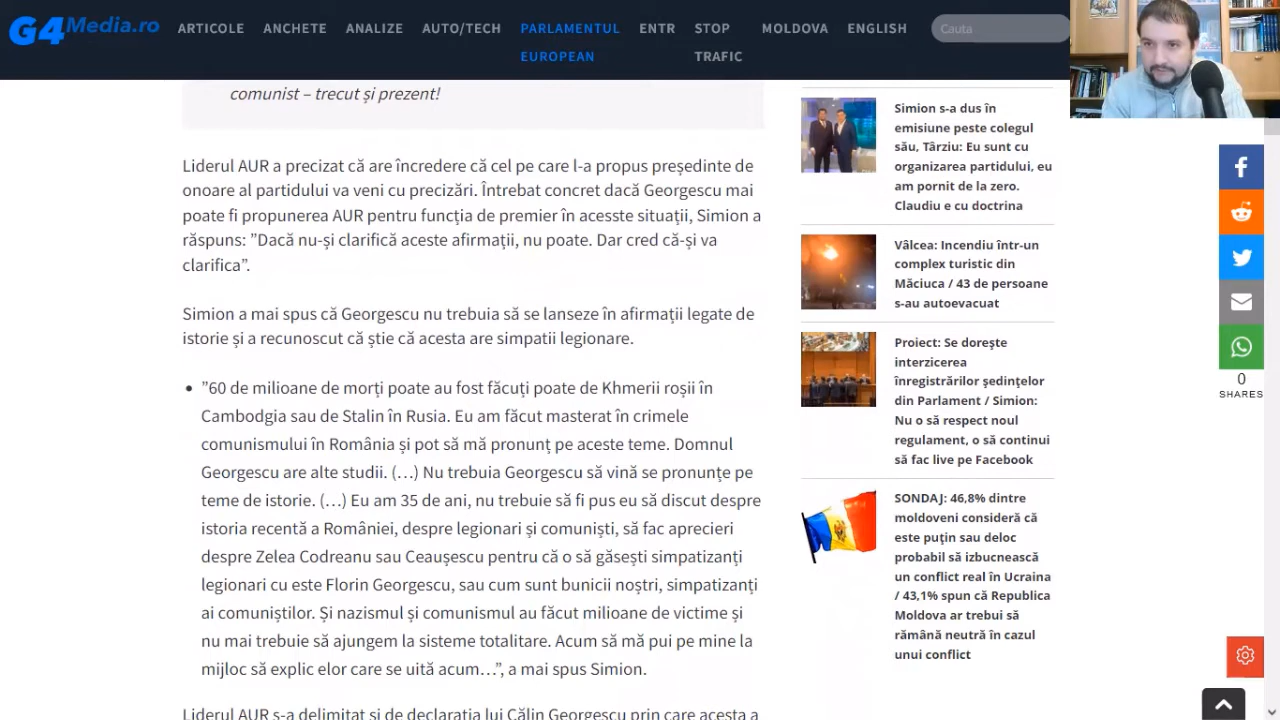 G4Media.ro
ARTICOLE
ANCHETE
ANALIZE
AUTO/TECH
PARLAMENTUL
EUROPEAN
ENTR
STOP
TRAFIC
MOLDOVA
ENGLISH
Cauta
comunist – trecut și prezent!
Liderul AUR a precizat că are încredere că cel pe care l-a propus președinte de
onoare al partidului va veni cu precizări. Întrebat concret dacă Georgescu mai
poate fi propunerea AUR pentru funcția de premier în acesste situații, Simion a
răspuns: ”Dacă nu-și clarifică aceste afirmații, nu poate. Dar cred că-și va
clarifica”.
Simion a mai spus că Georgescu nu trebuia să se lanseze în afirmații legate de
istorie și a recunoscut că știe că acesta are simpatii legionare.
• ”60 de milioane de morți poate au fost făcuți poate de Khmerii roșii în
Cambodgia sau de Stalin în Rusia. Eu am făcut masterat în crimele
comunismului în România și pot să mă pronunț pe aceste teme. Domnul
Georgescu are alte studii. (…) Nu trebuia Georgescu să vină se pronunțe pe
teme de istorie. (…) Eu am 35 de ani, nu trebuie să fi pus eu să discut despre
istoria recentă a României, despre legionari și comuniști, să fac aprecieri
despre Zelea Codreanu sau Ceaușescu pentru că o să găsești simpatizanți
legionari cu este Florin Georgescu, sau cum sunt bunicii noștri, simpatizanți
ai comuniștilor. Și nazismul și comunismul au făcut milioane de victime și
nu mai trebuie să ajungem la sisteme totalitare. Acum să mă pui pe mine la
mijloc să explic elor care se uită acum…”, a mai spus Simion.
Liderul AUR s-a delimitat și de declarația lui Călin Georgescu prin care acesta a
Simion s-a dus în
emisiune peste colegul
său, Târziu: Eu sunt cu
organizarea partidului, eu
am pornit de la zero.
Claudiu e cu doctrina
Vâlcea: Incendiu într-un
complex turistic din
Măciuca / 43 de persoane
s-au autoevacuat
Proiect: Se doreşte
interzicerea
înregistrărilor şedinţelor
din Parlament / Simion:
Nu o să respect noul
regulament, o să continui
să fac live pe Facebook
SONDAJ: 46,8% dintre
moldoveni consideră că
este puţin sau deloc
probabil să izbucnească
un conflict real în Ucraina
/ 43,1% spun că Republica
Moldova ar trebui să
rămână neutră în cazul
unui conflict
0
SHARES